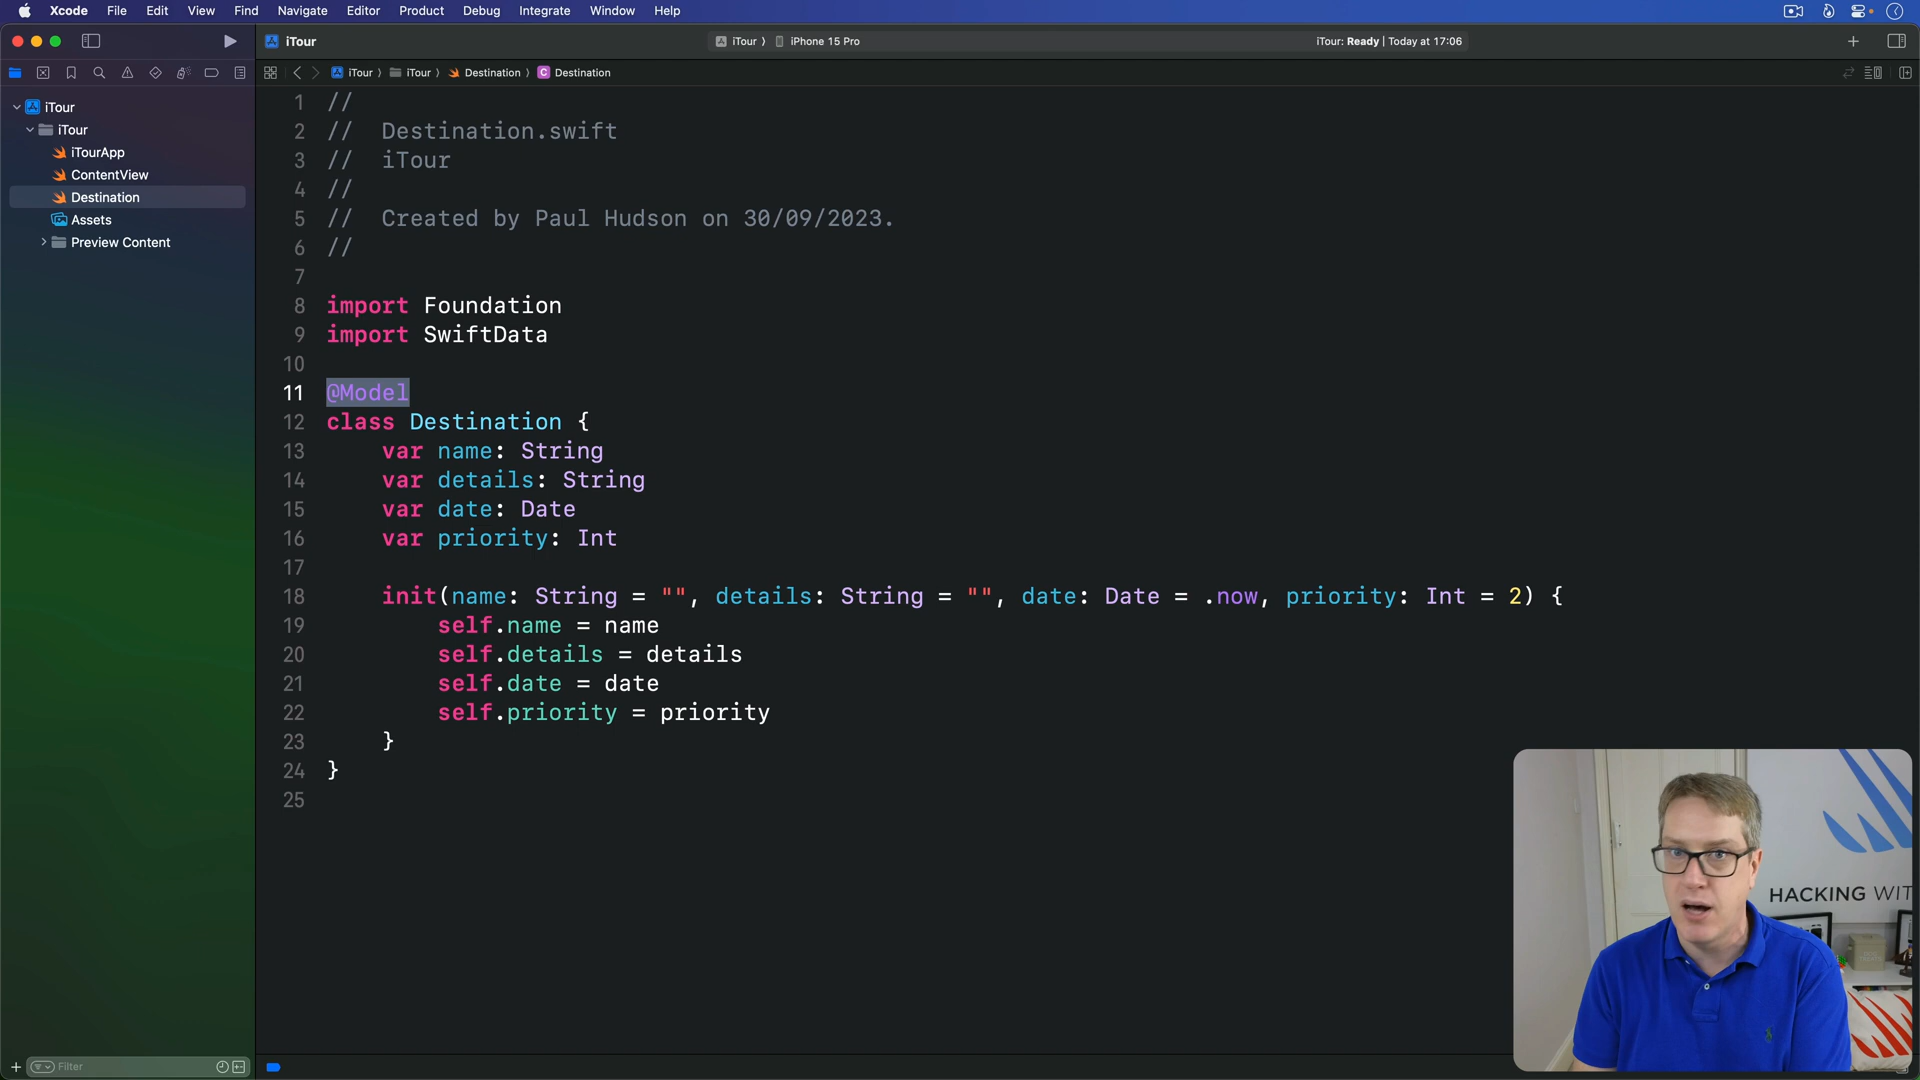 Xcode File Edit View Find Navigate Editor Product Debug Integrate Window Help
iTour
iTour 〉 iPhone 15 Pro
iTour: Ready | Today at 17:06
iTour 〉 iTour 〉 Destination 〉 C Destination
iTour
iTour
iTourApp
ContentView
Destination
Assets
Preview Content
1 //
2 //  Destination.swift
3 //  iTour
4 //
5 //  Created by Paul Hudson on 30/09/2023.
6 //
7
8 import Foundation
9 import SwiftData
10
11 @Model
12 class Destination {
13     var name: String
14     var details: String
15     var date: Date
16     var priority: Int
17
18     init(name: String = "", details: String = "", date: Date = .now, priority: Int = 2) {
19         self.name = name
20         self.details = details
21         self.date = date
22         self.priority = priority
23     }
24 }
25
HACKING WIT
Filter